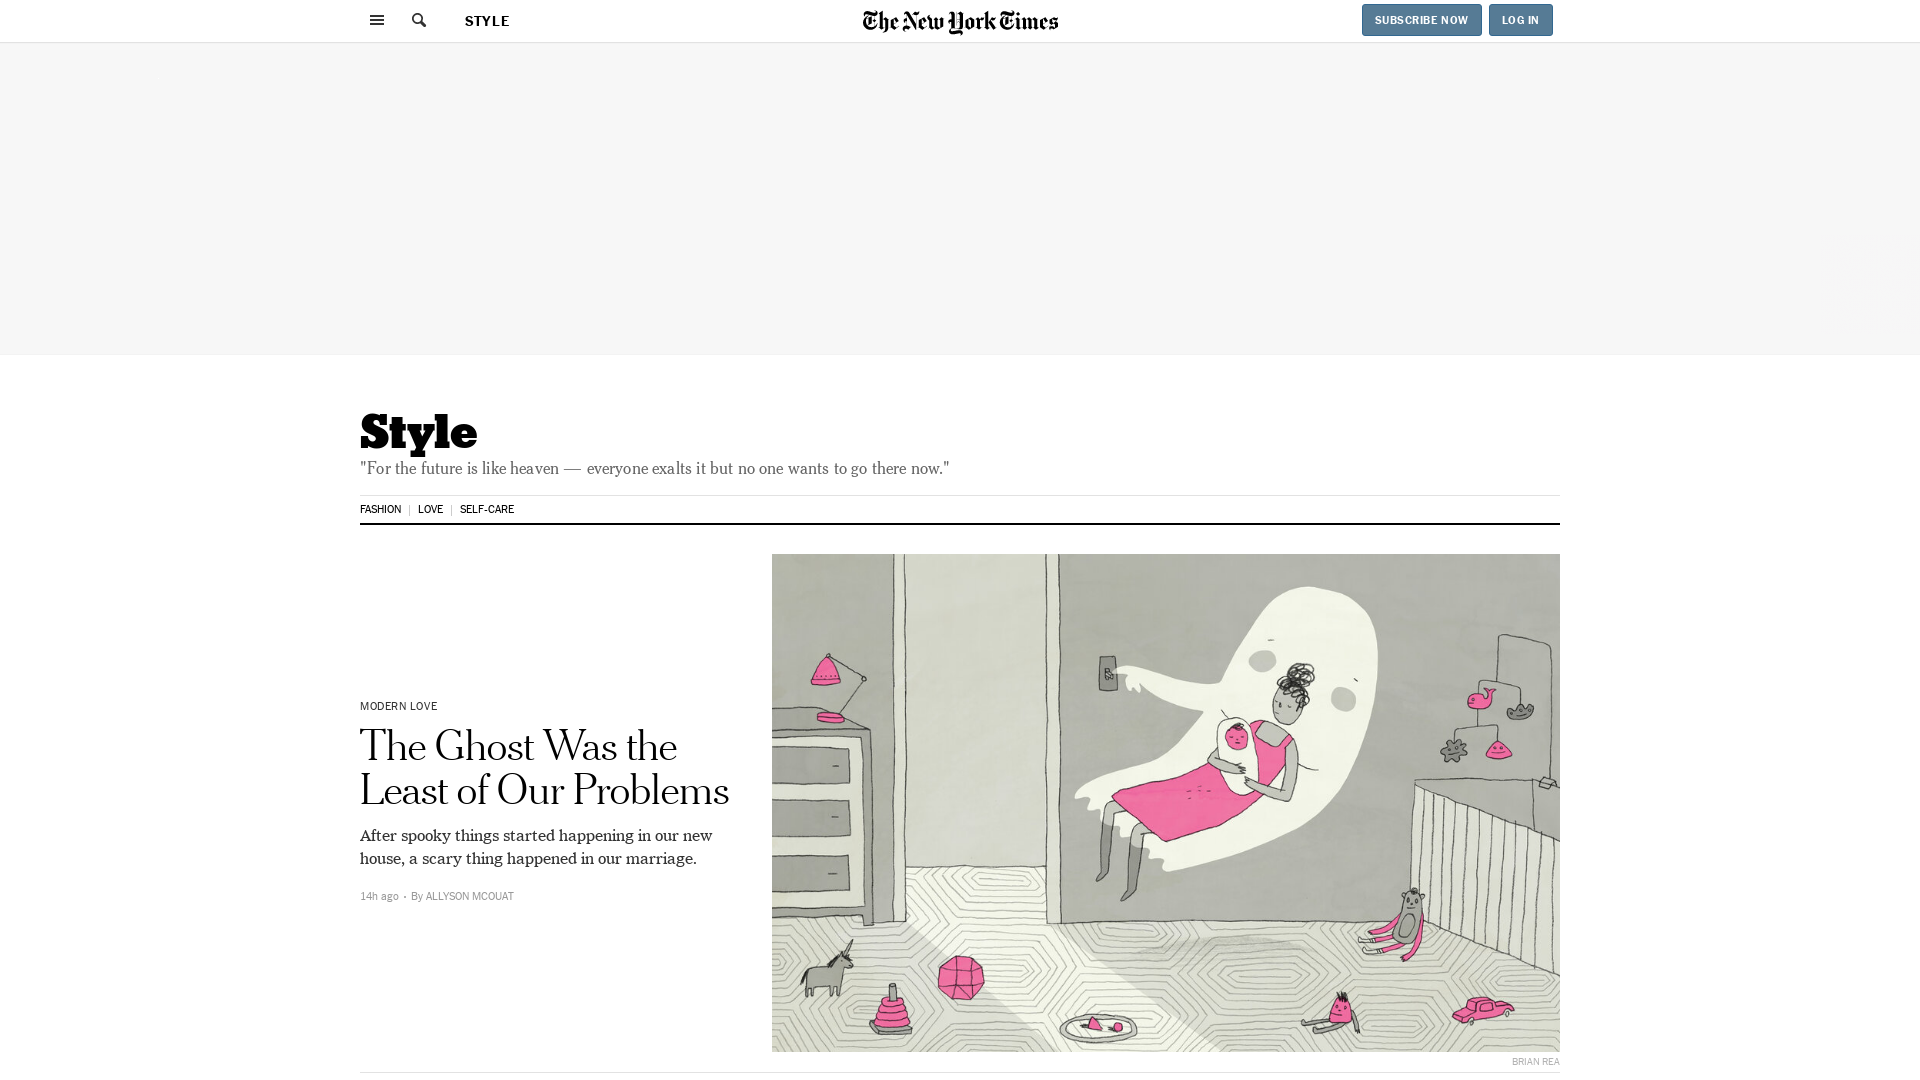 STYLE
The New York Times
SUBSCRIBE NOW
LOG IN
Style
"For the future is like heaven — everyone exalts it but no one wants to go there now."
FASHION | LOVE | SELF-CARE
MODERN LOVE
The Ghost Was the
Least of Our Problems
After spooky things started happening in our new
house, a scary thing happened in our marriage.
14h ago · By ALLYSON MCOUAT
BRIAN REA